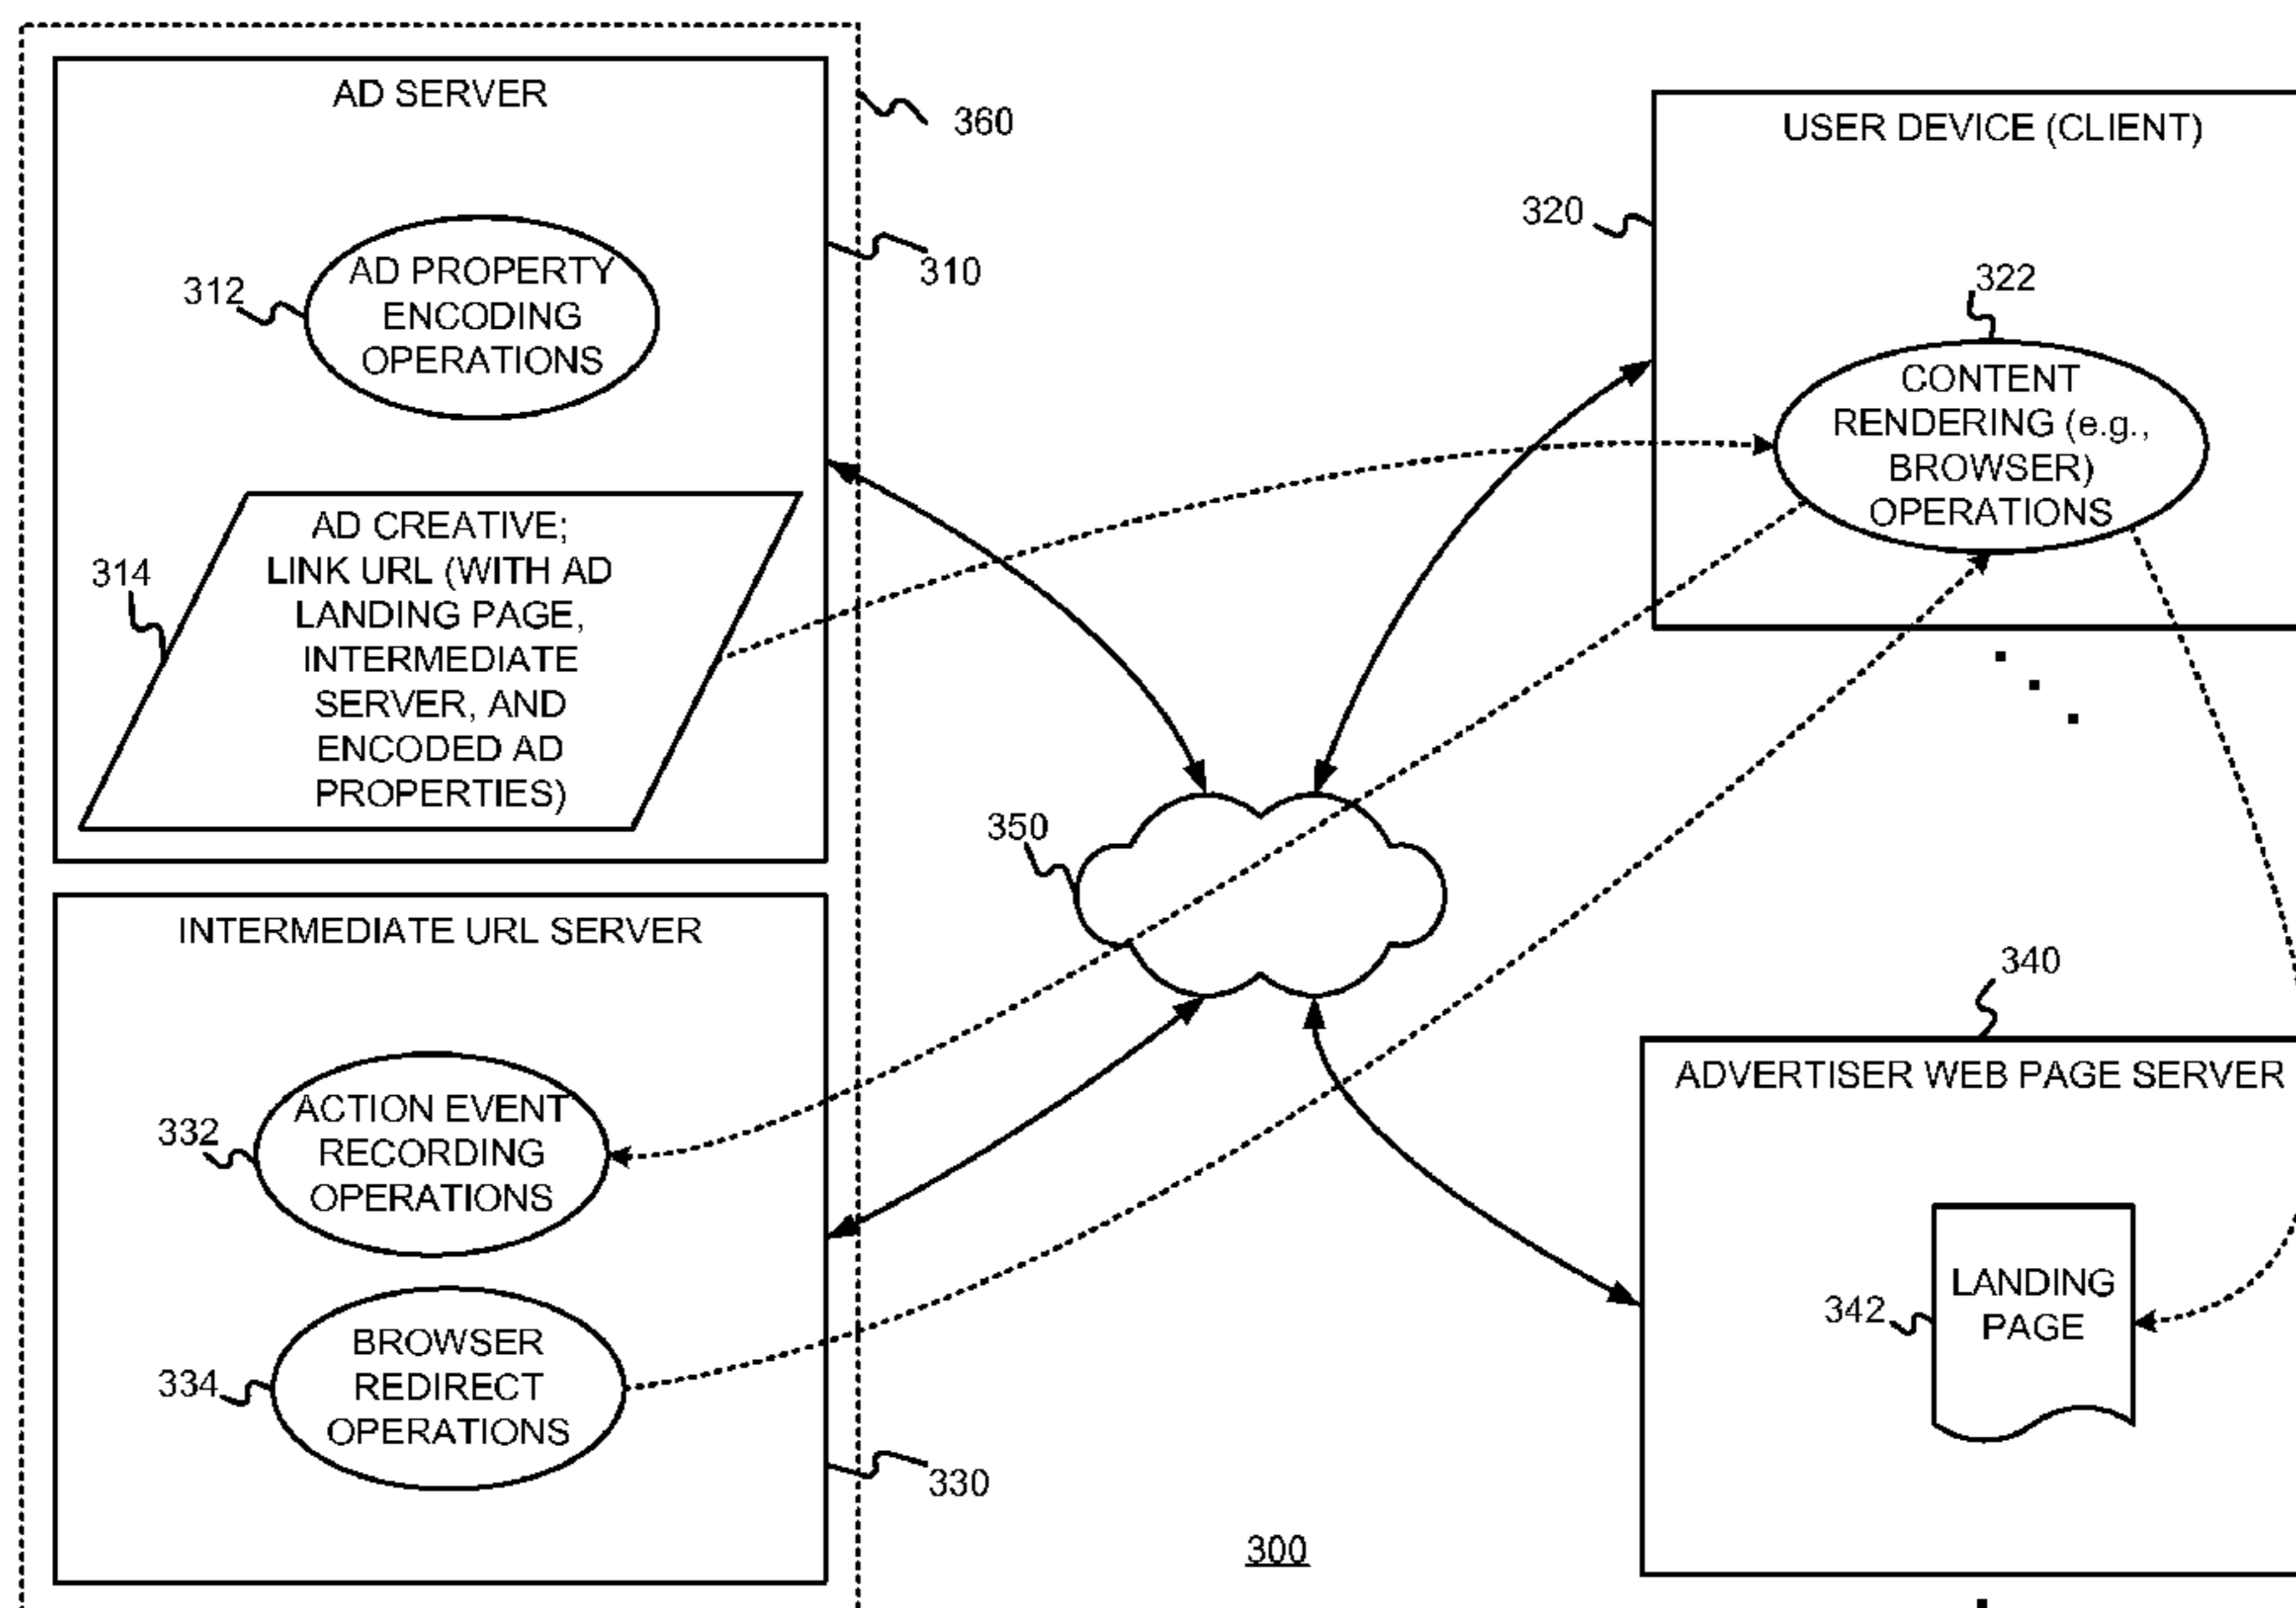 AD SERVER
360
310
312
AD PROPERTY
ENCODING
OPERATIONS
314
AD CREATIVE;
LINK URL (WITH AD
LANDING PAGE,
INTERMEDIATE
SERVER, AND
ENCODED AD
PROPERTIES)
USER DEVICE (CLIENT)
320
322
CONTENT
RENDERING (e.g.,
BROWSER)
OPERATIONS
350
INTERMEDIATE URL SERVER
332
ACTION EVENT
RECORDING
OPERATIONS
334
BROWSER
REDIRECT
OPERATIONS
330
340
ADVERTISER WEB PAGE SERVER
342
LANDING
PAGE
300